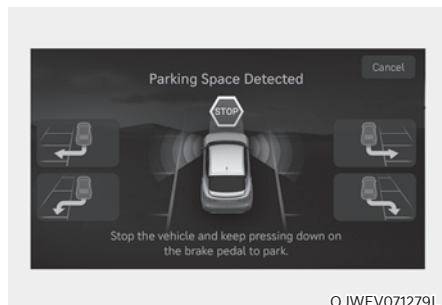 Cancel
Parking Space Detected
STOP
Stop the vehicle and keep pressing down on
the brake pedal to park.
OJWEV071279L